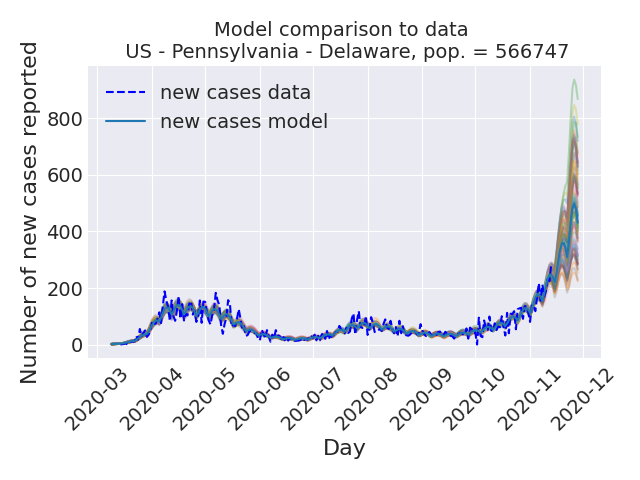 Model comparison to data
US - Pennsylvania - Delaware, pop. = 566747
Number of new cases reported
new cases data
new cases model
800
600
400
200
0
2020-03
2020-04
2020-05
2020-06
2020-07
2020-08
2020-09
2020-10
2020-11
2020-12
Day